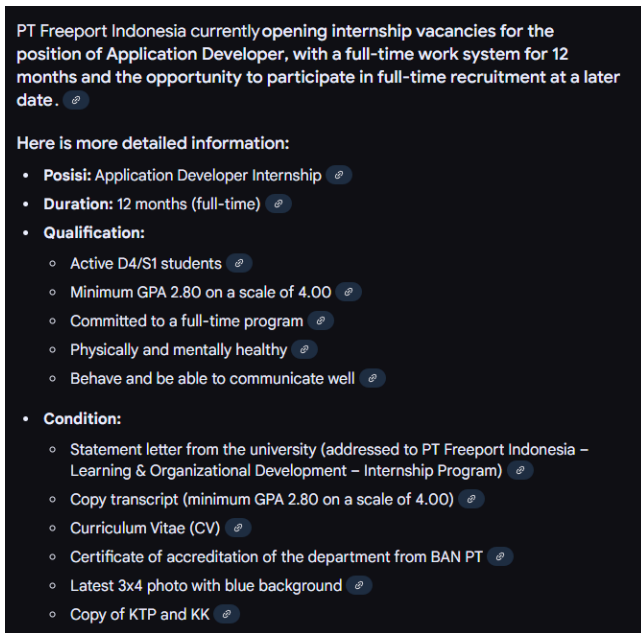 PT Freeport Indonesia currently opening internship vacancies for the
position of Application Developer, with a full-time work system for 12
months and the opportunity to participate in full-time recruitment at a later
date.
Here is more detailed information:
• Posisi: Application Developer Internship
• Duration: 12 months (full-time)
• Qualification:
◦ Active D4/S1 students
◦ Minimum GPA 2.80 on a scale of 4.00
◦ Committed to a full-time program
◦ Physically and mentally healthy
◦ Behave and be able to communicate well
• Condition:
◦ Statement letter from the university (addressed to PT Freeport Indonesia –
Learning & Organizational Development – Internship Program)
◦ Copy transcript (minimum GPA 2.80 on a scale of 4.00)
◦ Curriculum Vitae (CV)
◦ Certificate of accreditation of the department from BAN PT
◦ Latest 3x4 photo with blue background
◦ Copy of KTP and KK